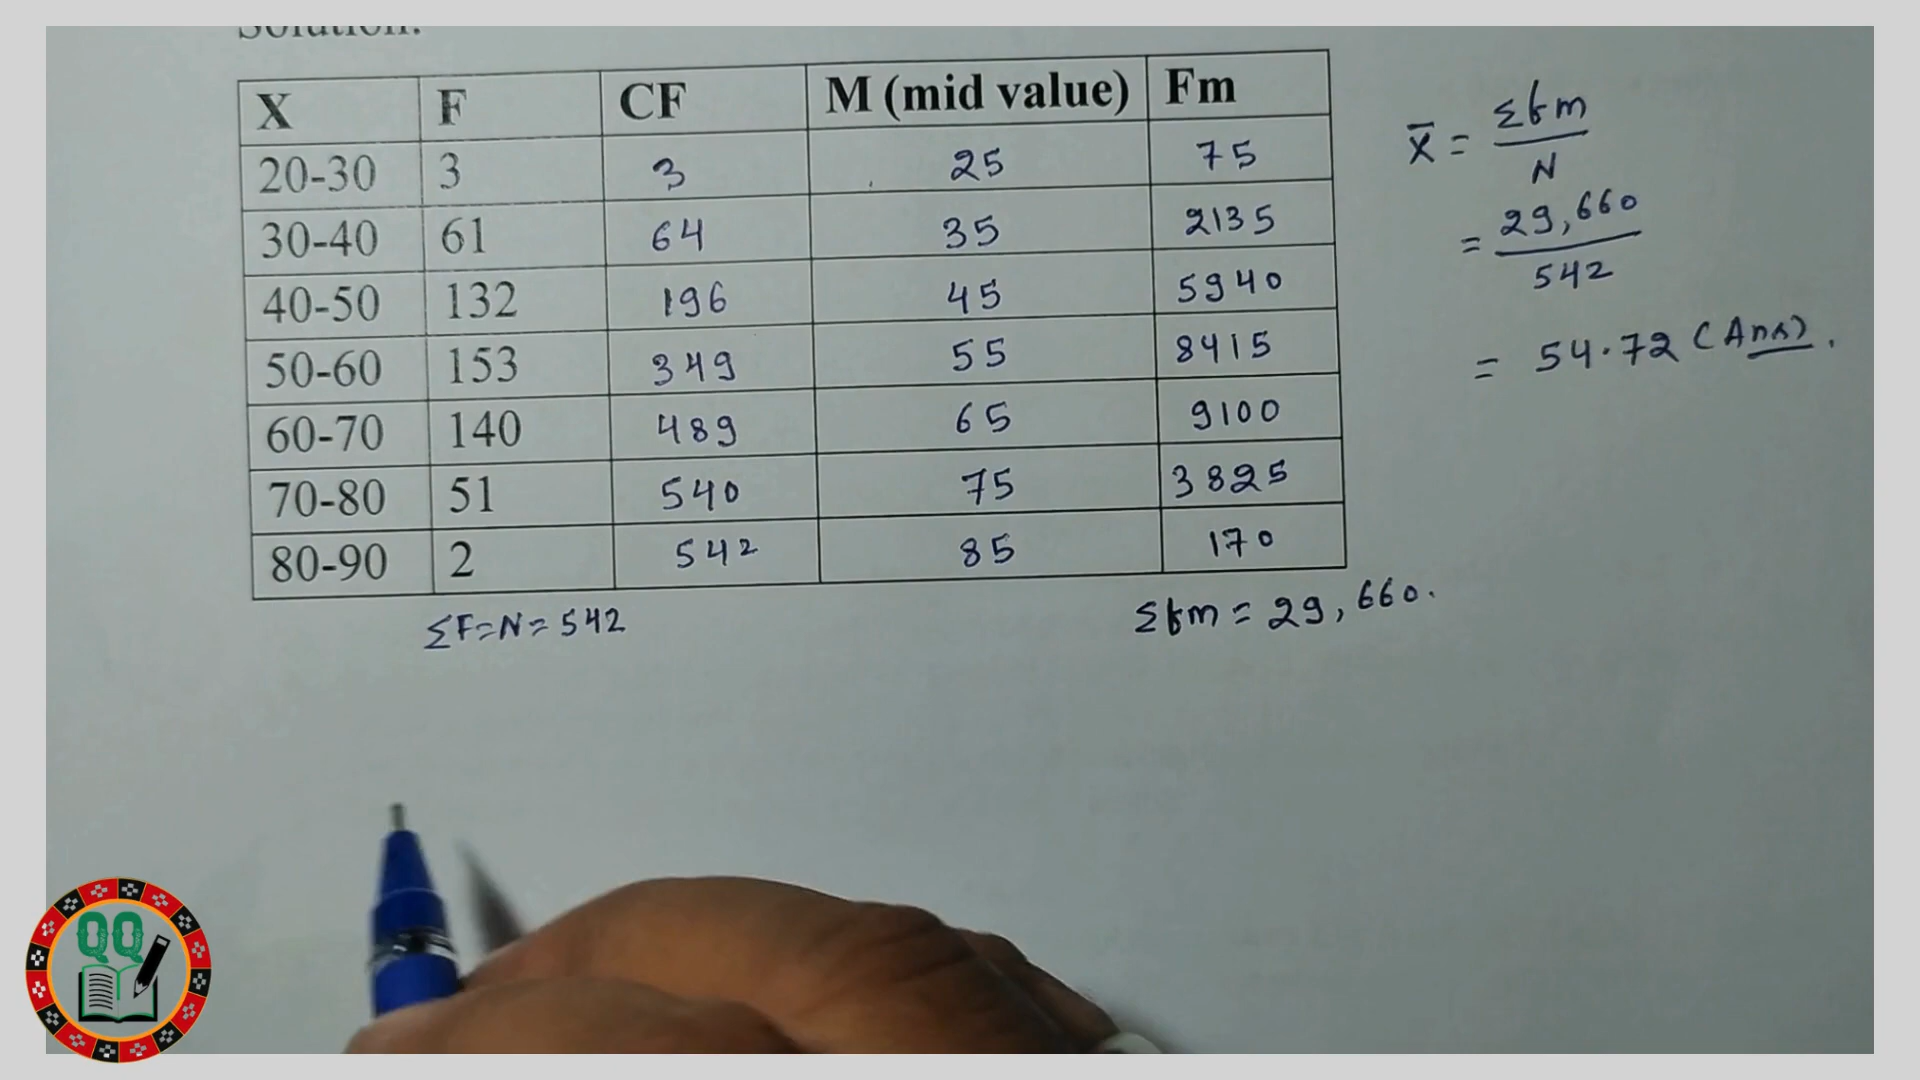 Solution:
X F CF M (mid value) Fm
20-30 3 3 25 75
30-40 61 64 35 2135
40-50 132 196 45 5940
50-60 153 349 55 8415
60-70 140 489 65 9100
70-80 51 540 75 3825
80-90 2 542 85 170
ΣF=N=542
Σfm = 29,660.
X̄ = Σfm / N
= 29,660 / 542
= 54.72 (Ans).
QQ